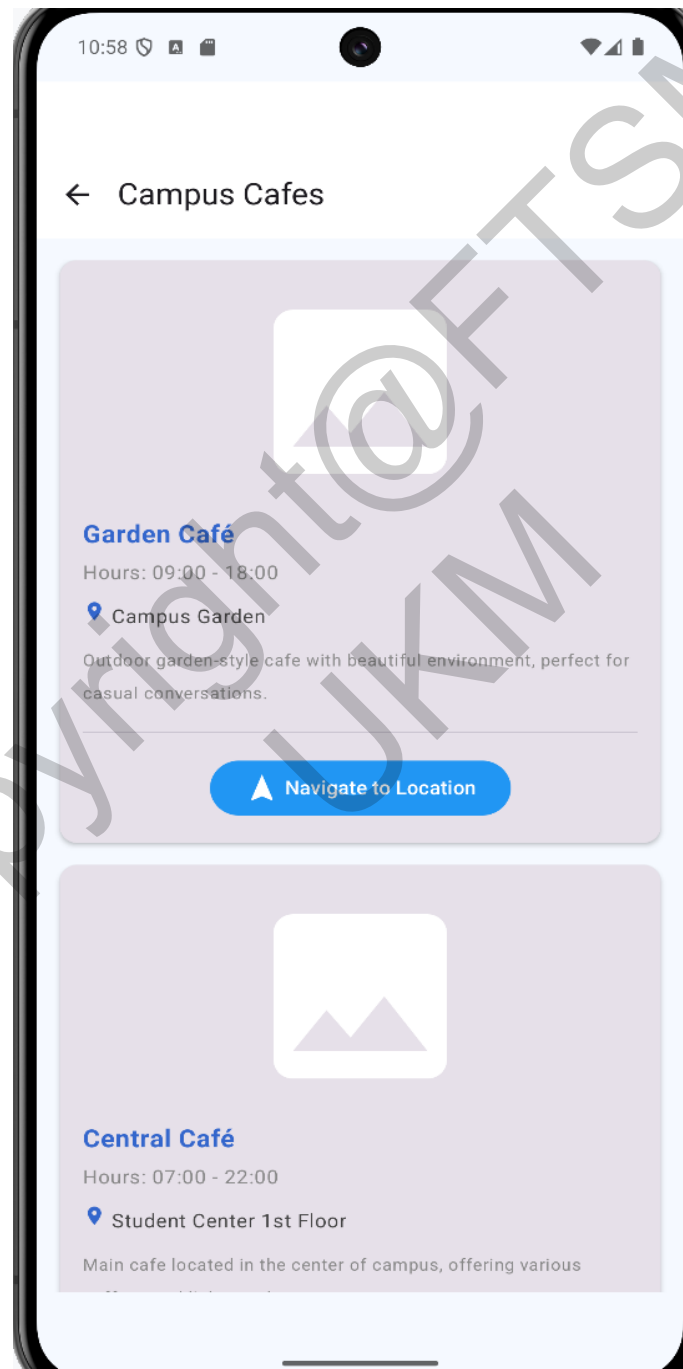 10:58
Campus Cafes
Garden Café
Hours: 09:00 - 18:00
Campus Garden
Outdoor garden-style cafe with beautiful environment, perfect for
casual conversations.
Navigate to Location
Central Café
Hours: 07:00 - 22:00
Student Center 1st Floor
Main cafe located in the center of campus, offering various
pyright@FTSM
UKM